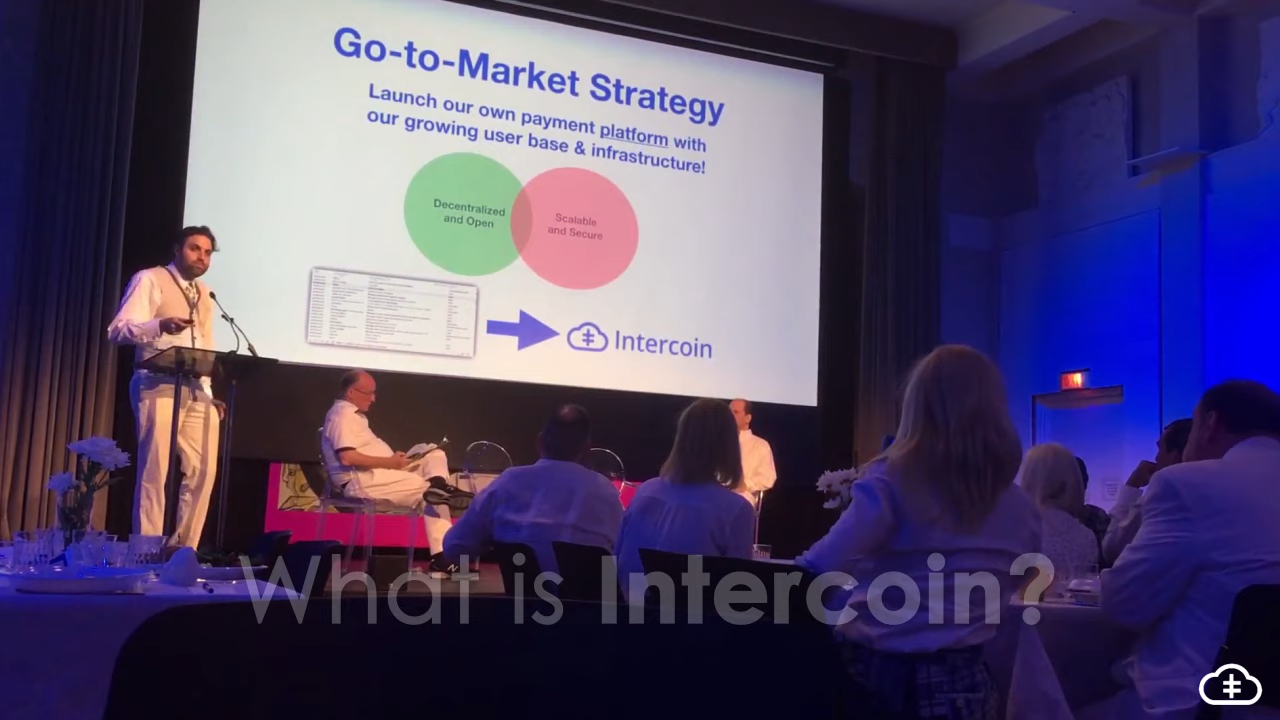 Go-to-Market Strategy
Launch our own payment platform with
our growing user base & infrastructure!
Decentralized
and Open
Scalable
and Secure
Intercoin
What is Intercoin?